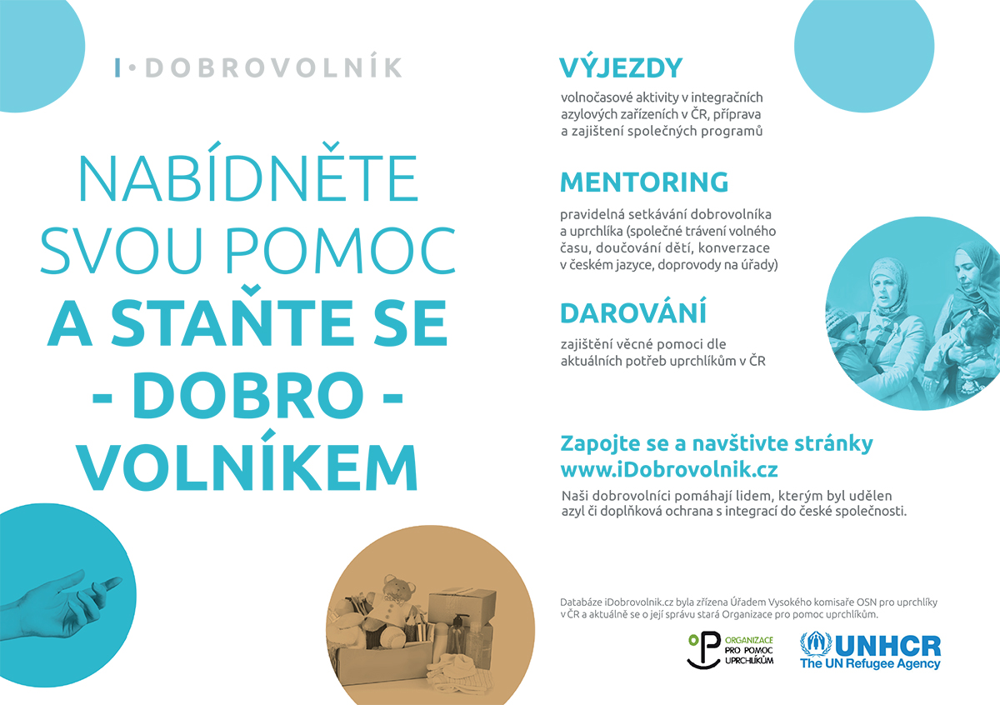 I•DOBROVOLNÍK
NABÍDNĚTE
SVOU POMOC
A STAŇTE SE
- DOBRO -
VOLNÍKEM
VÝJEZDY
volnočasové aktivity v integračních
azylových zařízeních v ČR, příprava
a zajištení společných programů
MENTORING
pravidelná setkávání dobrovolníka
a uprchlíka (společné trávení volného
času, doučování dětí, konverzace
v českém jazyce, doprovody na úřady)
DAROVÁNÍ
zajištění věcné pomoci dle
aktuálních potřeb uprchlíkům v ČR
Zapojte se a navštivte stránky
www.iDobrovolnik.cz
Naši dobrovolníci pomáhají lidem, kterým byl udělen
azyl či doplňková ochrana s integrací do české společnosti.
Databáze iDobrovolnik.cz byla zřízena Úřadem Vysokého komisaře OSN pro uprchlíky
v ČR a aktuálně se o její správu stará Organizace pro pomoc uprchlíkům.
ORGANIZACE
PRO POMOC
UPRCHLÍKŮM
UNHCR
The UN Refugee Agency